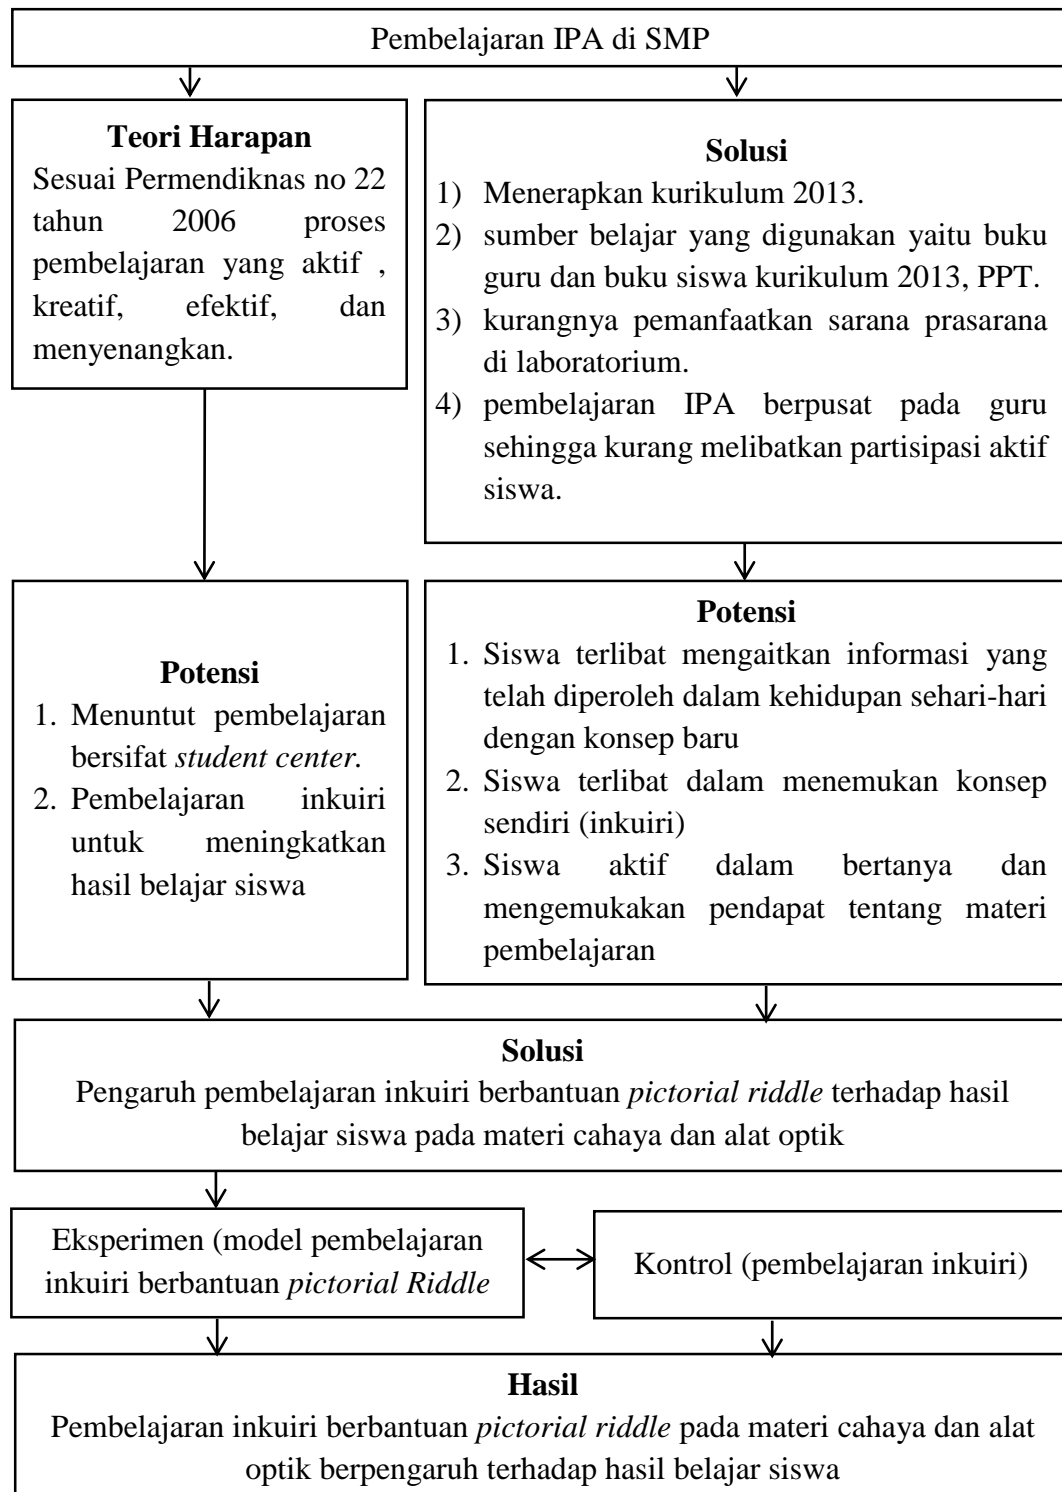 Pembelajaran IPA di SMP
Teori Harapan
Sesuai Permendiknas no 22
tahun 2006 proses
pembelajaran yang aktif ,
kreatif, efektif, dan
menyenangkan.
Solusi
1) Menerapkan kurikulum 2013.
2) sumber belajar yang digunakan yaitu buku
guru dan buku siswa kurikulum 2013, PPT.
3) kurangnya pemanfaatkan sarana prasarana
di laboratorium.
4) pembelajaran IPA berpusat pada guru
sehingga kurang melibatkan partisipasi aktif
siswa.
Potensi
1. Menuntut pembelajaran
bersifat student center.
2. Pembelajaran inkuiri
untuk meningkatkan
hasil belajar siswa
Potensi
1. Siswa terlibat mengaitkan informasi yang
telah diperoleh dalam kehidupan sehari-hari
dengan konsep baru
2. Siswa terlibat dalam menemukan konsep
sendiri (inkuiri)
3. Siswa aktif dalam bertanya dan
mengemukakan pendapat tentang materi
pembelajaran
Solusi
Pengaruh pembelajaran inkuiri berbantuan pictorial riddle terhadap hasil
belajar siswa pada materi cahaya dan alat optik
Eksperimen (model pembelajaran
inkuiri berbantuan pictorial Riddle
Kontrol (pembelajaran inkuiri)
Hasil
Pembelajaran inkuiri berbantuan pictorial riddle pada materi cahaya dan alat
optik berpengaruh terhadap hasil belajar siswa